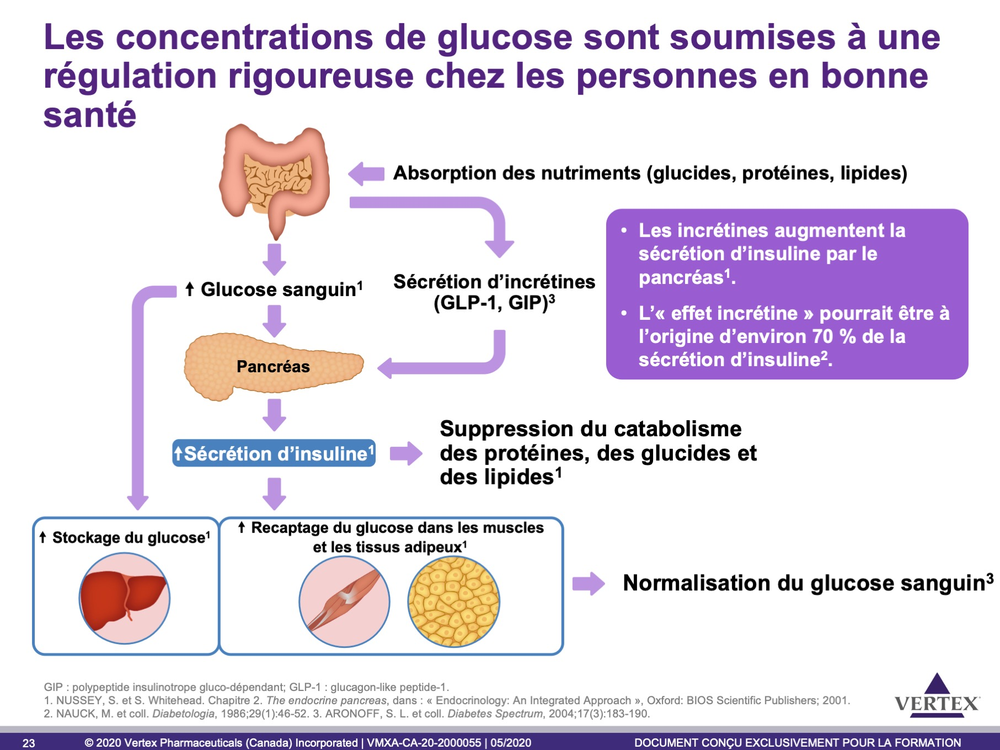 Les concentrations de glucose sont soumises à une
régulation rigoureuse chez les personnes en bonne
santé
Absorption des nutriments (glucides, protéines, lipides)
• Les incrétines augmentent la
sécrétion d’insuline par le
pancréas¹.
• L’« effet incrétine » pourrait être à
l’origine d’environ 70 % de la
sécrétion d’insuline².
↑ Glucose sanguin¹
Sécrétion d’incrétines
(GLP-1, GIP)³
Pancréas
↑Sécrétion d’insuline¹
Suppression du catabolisme
des protéines, des glucides et
des lipides¹
↑ Stockage du glucose¹
↑ Recaptage du glucose dans les muscles
et les tissus adipeux¹
Normalisation du glucose sanguin³
GIP : polypeptide insulinotrope gluco-dépendant; GLP-1 : glucagon-like peptide-1.
1. NUSSEY, S. et S. Whitehead. Chapitre 2. The endocrine pancreas, dans : « Endocrinology: An Integrated Approach », Oxford: BIOS Scientific Publishers; 2001.
2. NAUCK, M. et coll. Diabetologia, 1986;29(1):46-52. 3. ARONOFF, S. L. et coll. Diabetes Spectrum, 2004;17(3):183-190.
VERTEX
23
© 2020 Vertex Pharmaceuticals (Canada) Incorporated | VMXA-CA-20-2000055 | 05/2020
DOCUMENT CONÇU EXCLUSIVEMENT POUR LA FORMATION